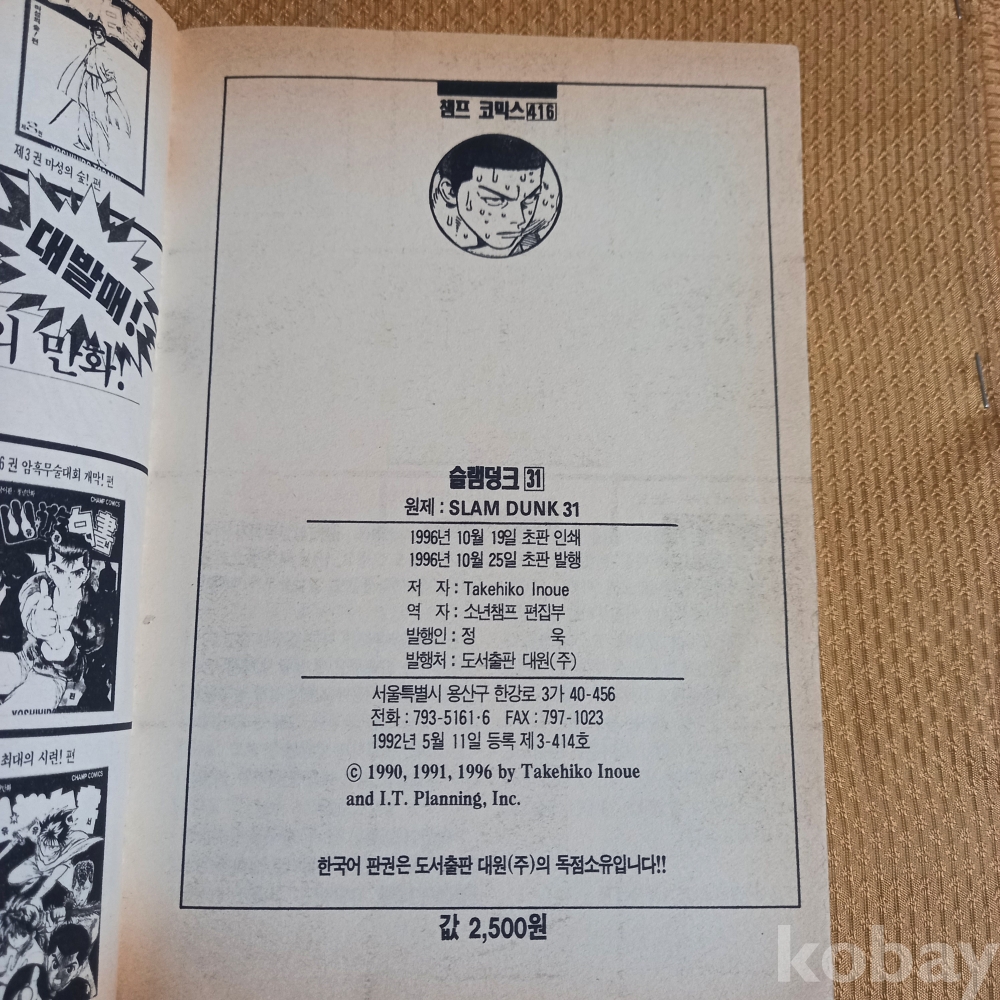 제3권 마성의 술! 편
대발매!
의 만화!
6권 암흑무술대회 개막! 편
CHAMP COMICS
최대의 시련! 편
CHAMP COMICS
챔프 코믹스 416
슬램덩크 31
원제 : SLAM DUNK 31
1996년 10월 19일 초판 인쇄
1996년 10월 25일 초판 발행
저 자 : Takehiko Inoue
역 자 : 소년챔프 편집부
발행인 : 정 욱
발행처 : 도서출판 대원(주)
서울특별시 용산구 한강로 3가 40-456
전화 : 793-5161·6 FAX : 797-1023
1992년 5월 11일 등록 제3-414호
© 1990, 1991, 1996 by Takehiko Inoue
and I.T. Planning, Inc.
한국어 판권은 도서출판 대원(주)의 독점소유입니다!!
값 2,500원
kobay